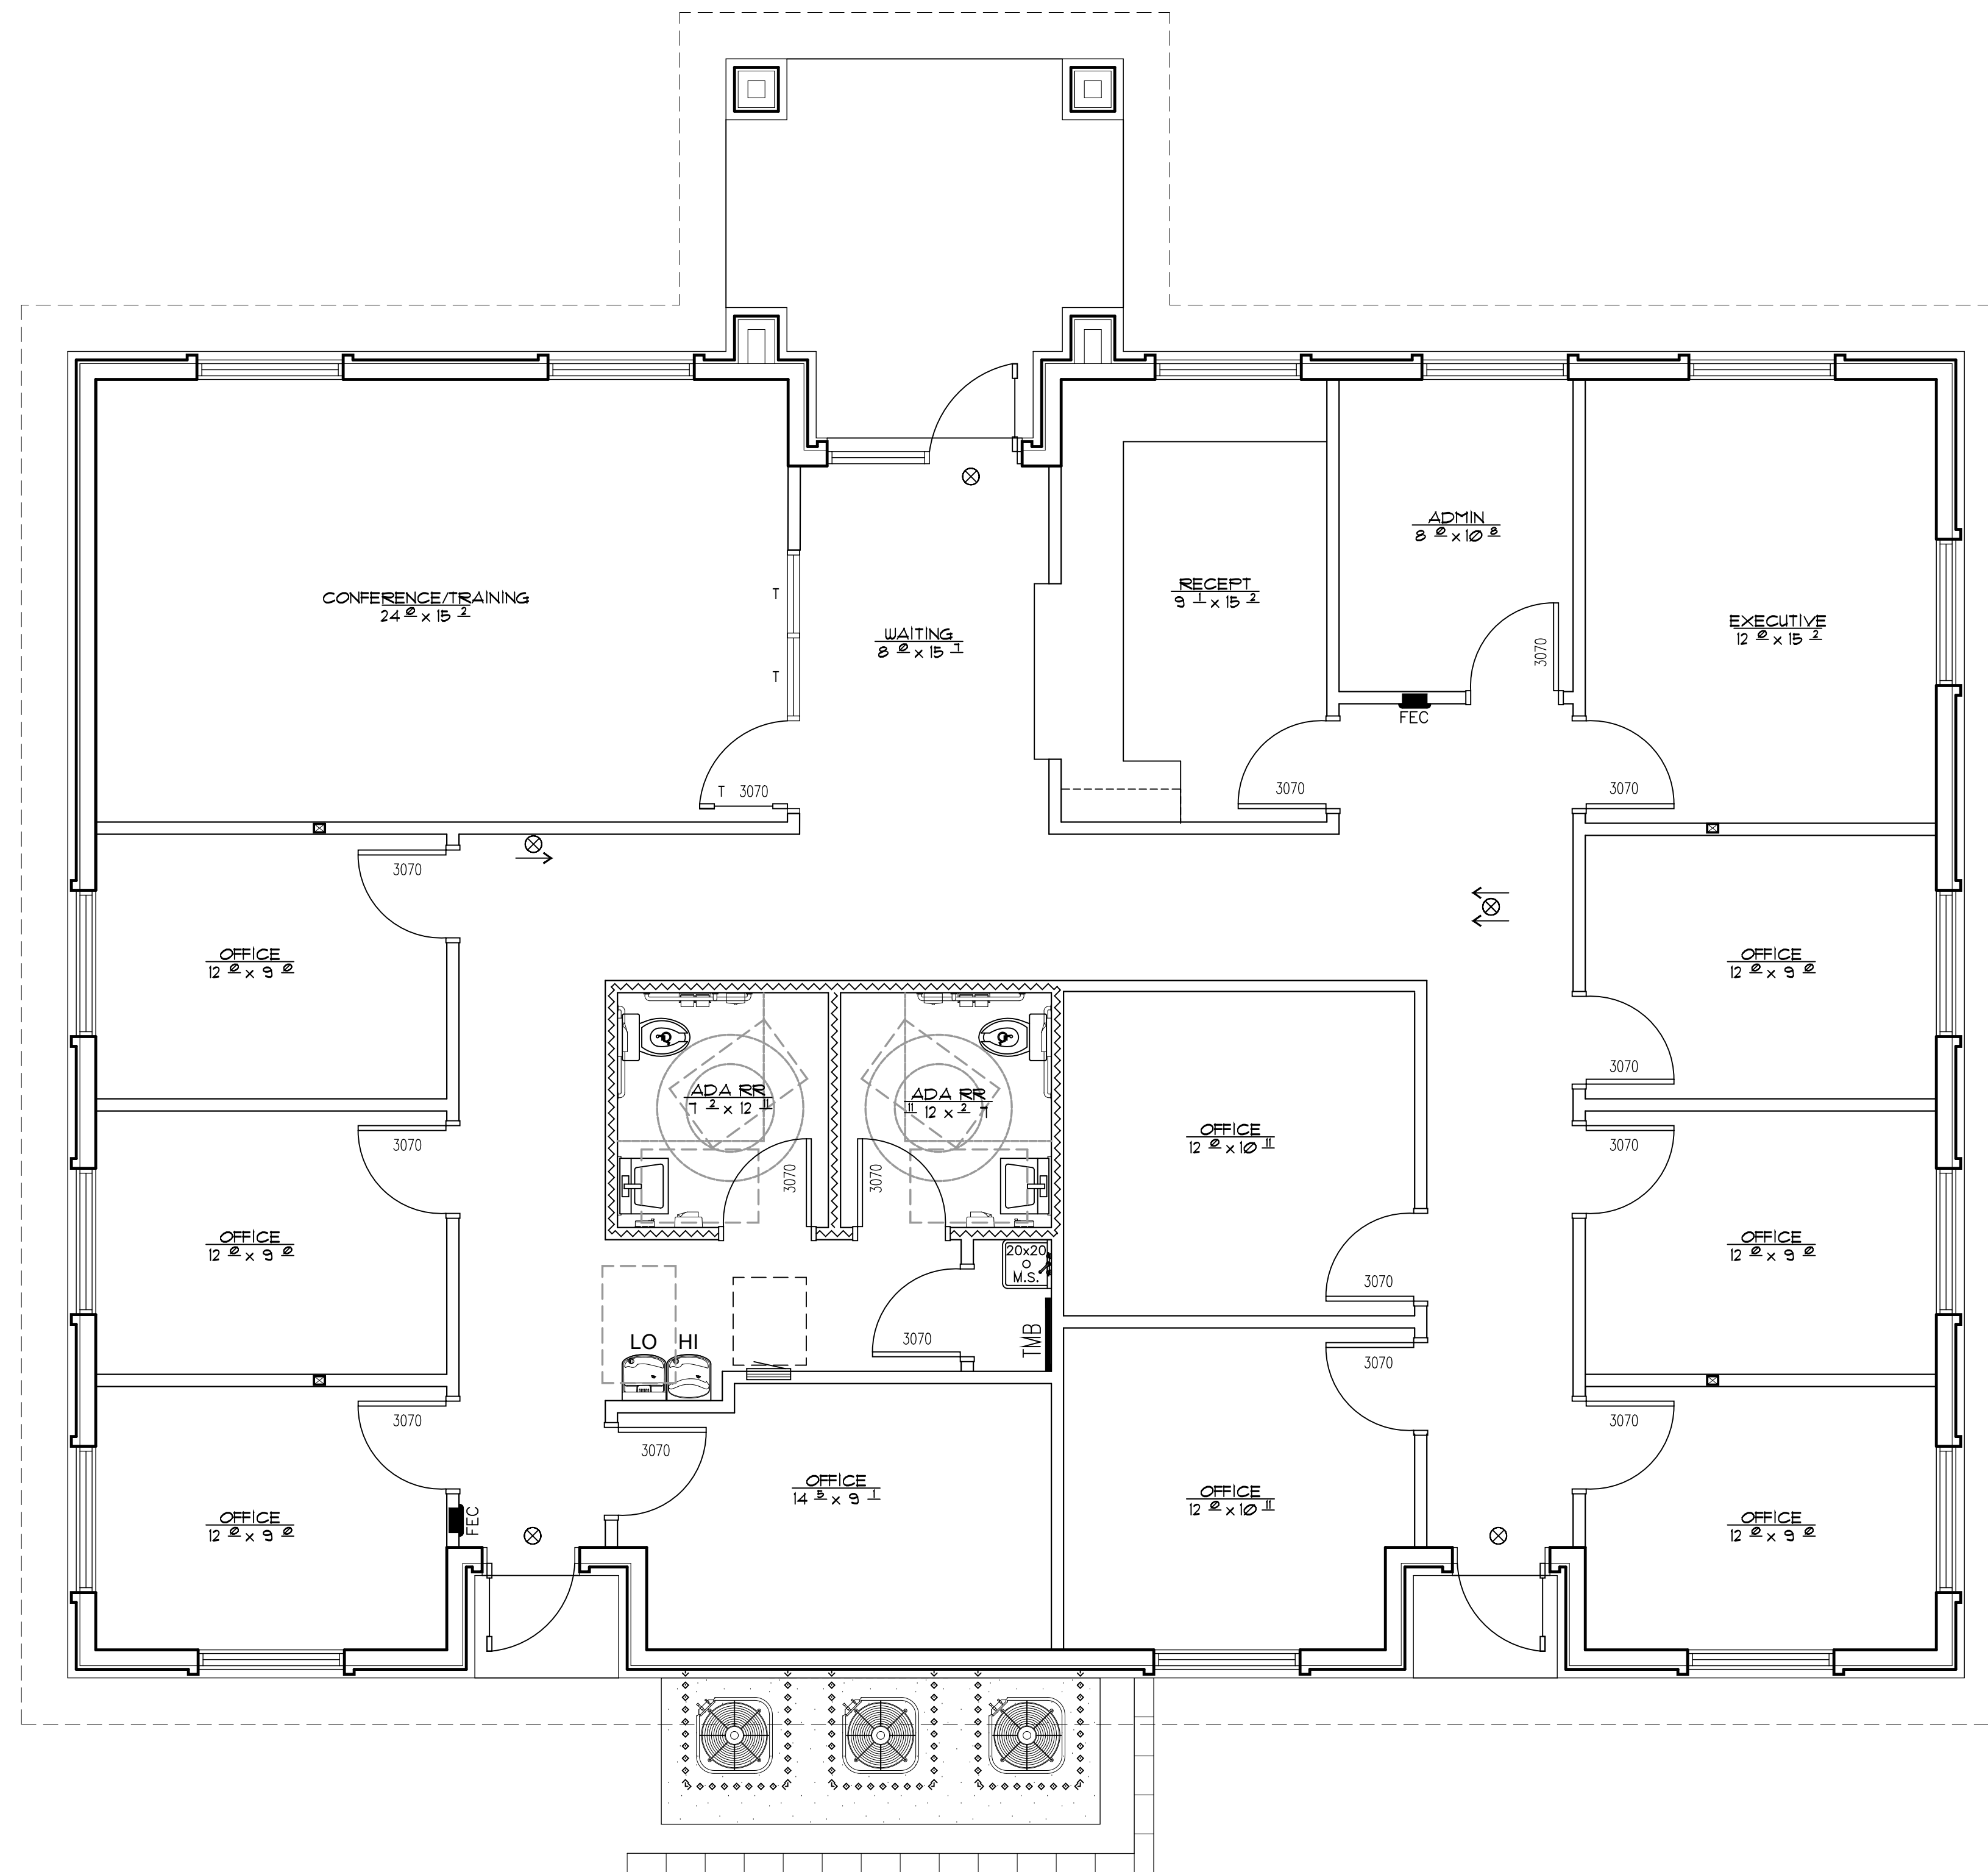 ADMIN
8 0 x 10 8
RECEPT
9 1 x 15 2
CONFERENCE/TRAINING
24 0 x 15 2
T
WAITING
8 0 x 15 7
EXECUTIVE
12 0 x 15 2
3070
T
FEC
T 3070
3070
3070
3070
OFFICE
12 0 x 9 0
OFFICE
12 0 x 9 0
3070
ADA RR
7 2 x 12 11
ADA RR
11 12 x 2 7
OFFICE
12 0 x 10 11
3070
3070
3070
3070
OFFICE
12 0 x 9 0
OFFICE
12 0 x 9 0
20x20
M.S.
3070
LO HI
3070
TMB
3070
3070
3070
3070
OFFICE
14 5 x 9 1
OFFICE
12 0 x 10 11
OFFICE
12 0 x 9 0
FEC
OFFICE
12 0 x 9 0